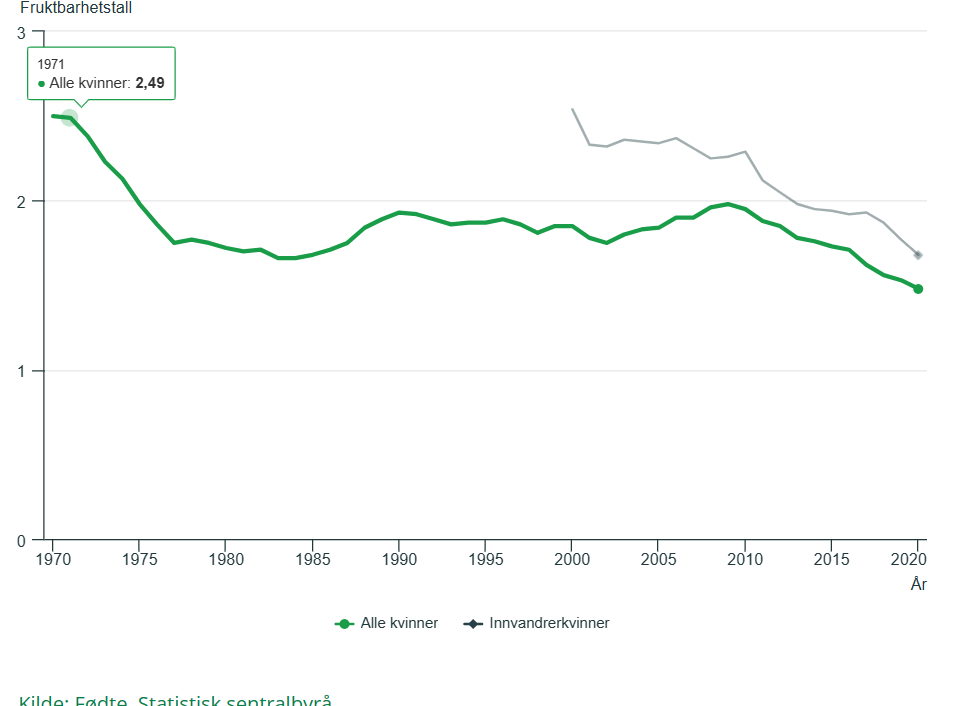 Fruktbarhetstall
3
1971
Alle kvinner: 2,49
2
1
0
1970 1975 1980 1985 1990 1995 2000 2005 2010 2015 2020
År
Alle kvinner Innvandrerkvinner
Kilde: Fødte, Statistisk sentralbyrå